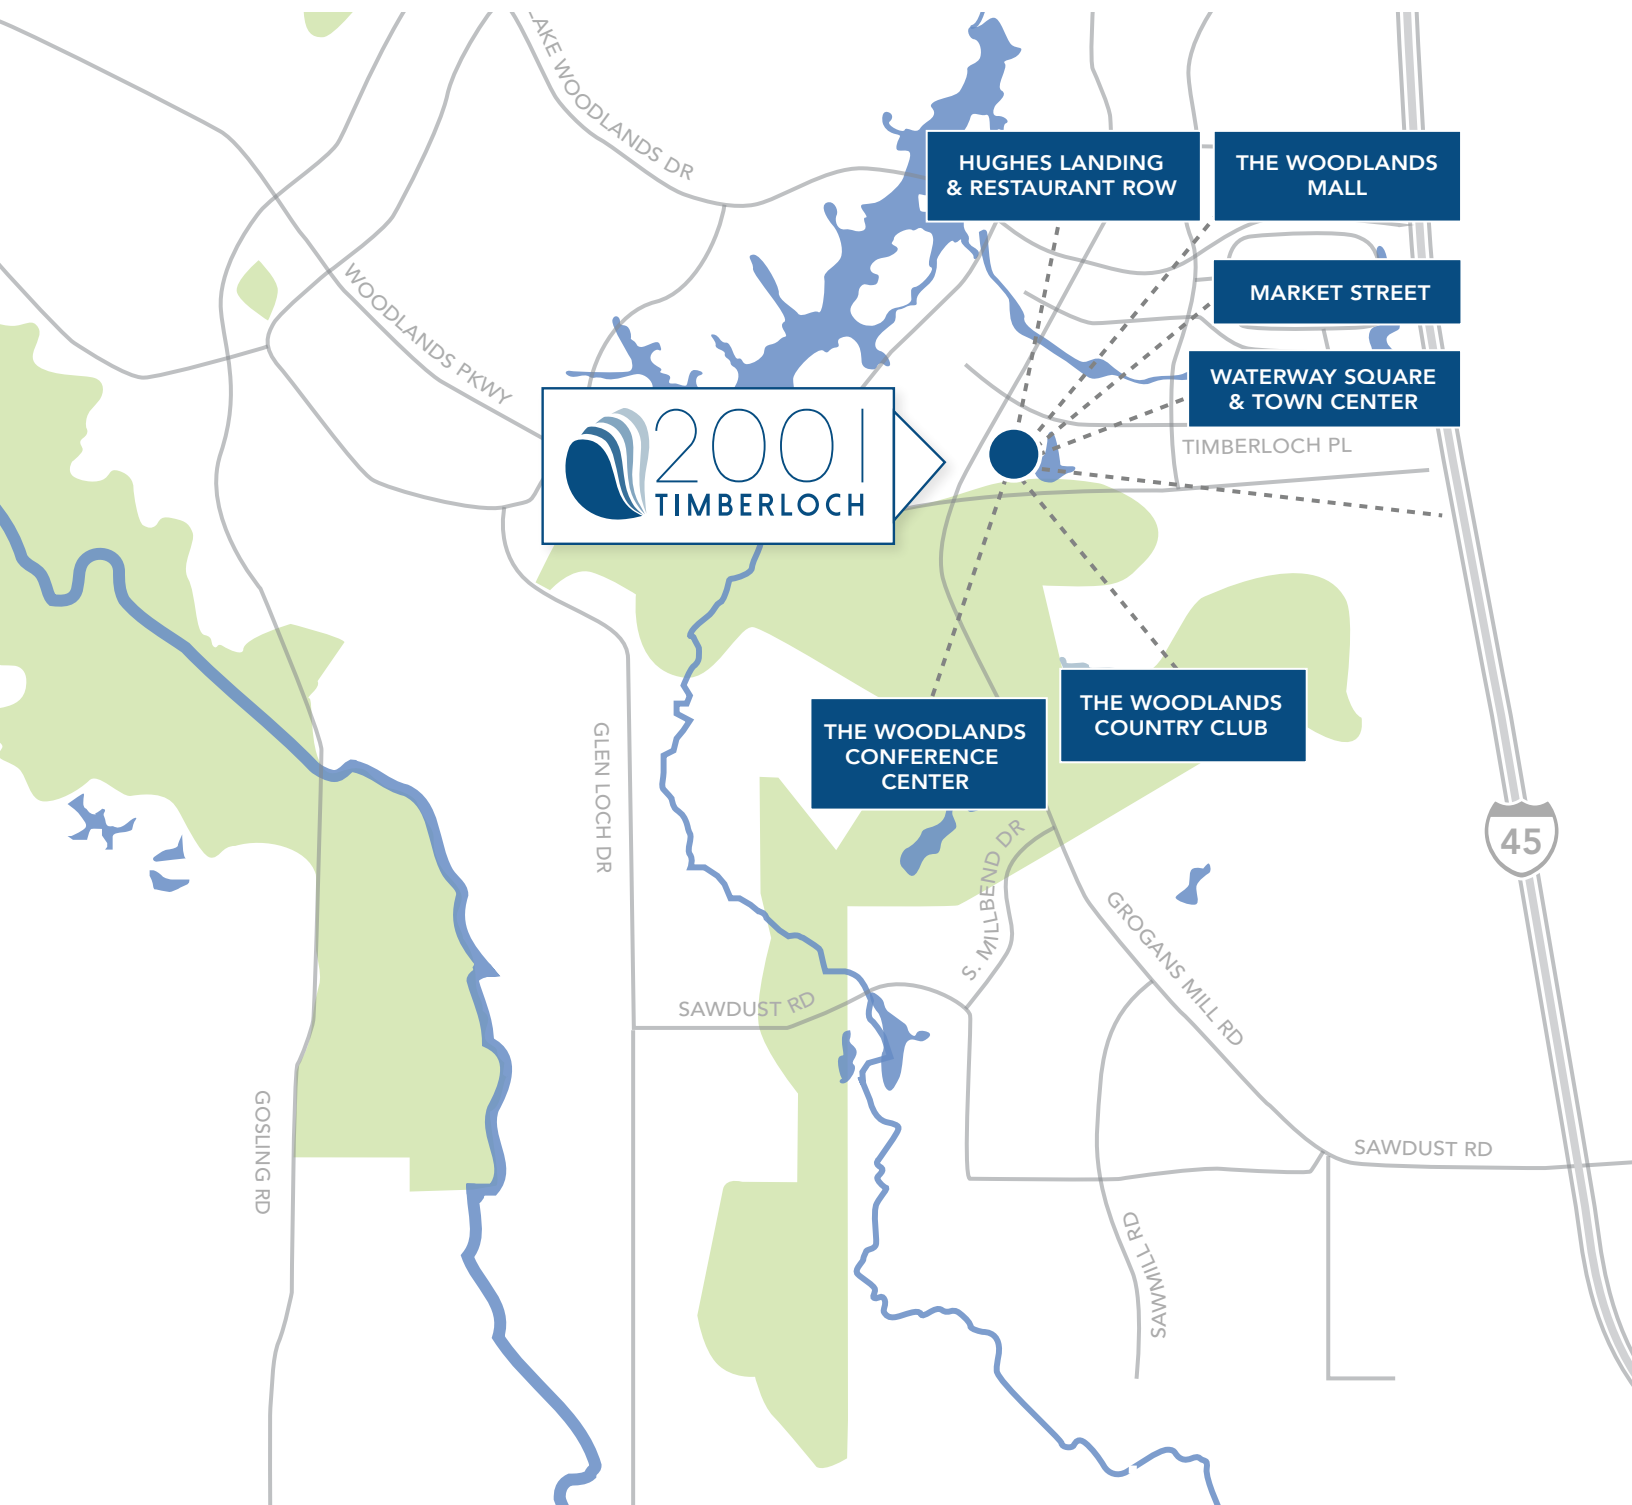 LAKE WOODLANDS DR
HUGHES LANDING
& RESTAURANT ROW
THE WOODLANDS
MALL
MARKET STREET
WOODLANDS PKWY
WATERWAY SQUARE
& TOWN CENTER
2001
TIMBERLOCH
TIMBERLOCH PL
THE WOODLANDS
COUNTRY CLUB
THE WOODLANDS
CONFERENCE
CENTER
GLEN LOCH DR
45
S. MILLBEND DR
GROGANS MILL RD
SAWDUST RD
GOSLING RD
SAWDUST RD
SAWMILL RD